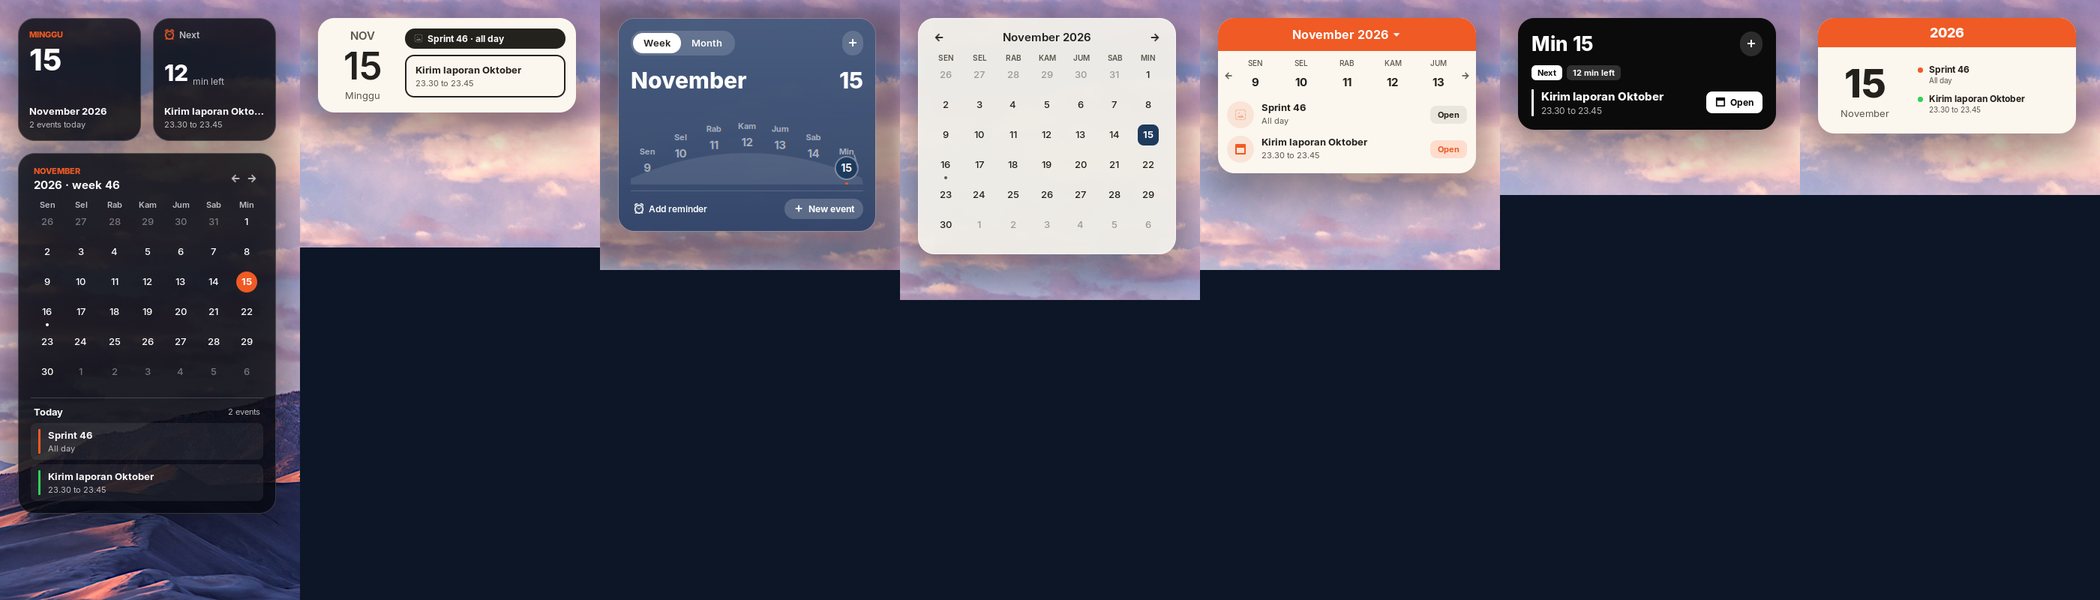 MINGGU
15
November 2026
2 events today
Next
12 min left
Kirim laporan Okto...
23.30 to 23.45
NOVEMBER
2026 · week 46
Sen Sel Rab Kam Jum Sab Min
26 27 28 29 30 31 1
2 3 4 5 6 7 8
9 10 11 12 13 14 15
16 17 18 19 20 21 22
23 24 25 26 27 28 29
30 1 2 3 4 5 6
Today 2 events
Sprint 46
All day
Kirim laporan Oktober
23.30 to 23.45
NOV
15
Minggu
Sprint 46 · all day
Kirim laporan Oktober
23.30 to 23.45
Week Month
November 15
Sen Sel Rab Kam Jum Sab Min
9 10 11 12 13 14 15
Add reminder
New event
November 2026
SEN SEL RAB KAM JUM SAB MIN
26 27 28 29 30 31 1
2 3 4 5 6 7 8
9 10 11 12 13 14 15
16 17 18 19 20 21 22
23 24 25 26 27 28 29
30 1 2 3 4 5 6
November 2026
SEN SEL RAB KAM JUM
9 10 11 12 13
Sprint 46
All day
Open
Kirim laporan Oktober
23.30 to 23.45
Open
Min 15
Next 12 min left
Kirim laporan Oktober
23.30 to 23.45
Open
2026
15
November
Sprint 46
All day
Kirim laporan Oktober
23.30 to 23.45